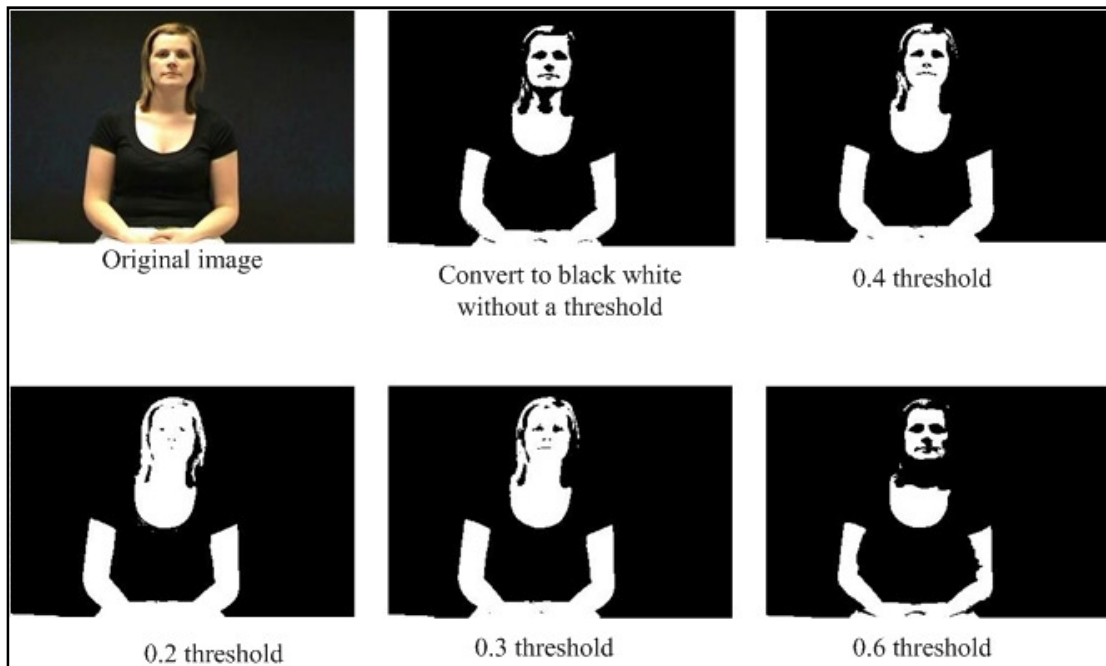 Original image
Convert to black white
without a threshold
0.4 threshold
0.2 threshold
0.3 threshold
0.6 threshold